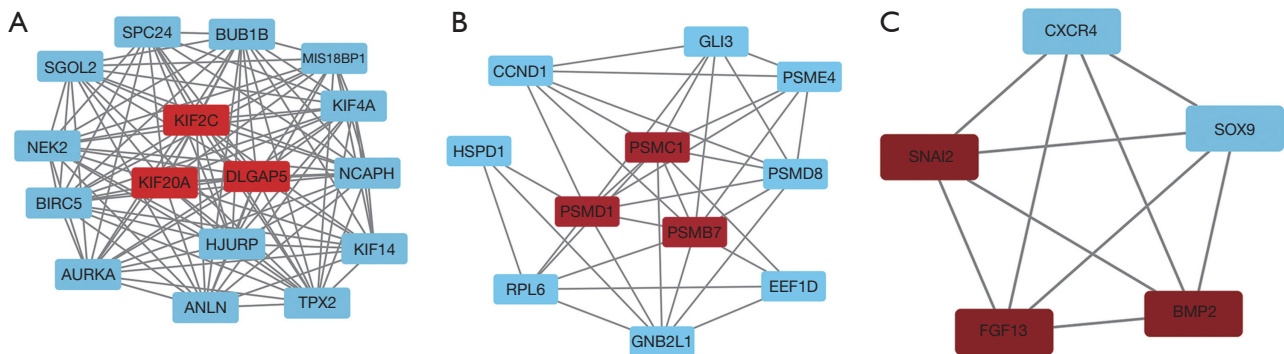 A
SPC24
BUB1B
MIS18BP1
SGOL2
KIF4A
KIF2C
NEK2
NCAPH
KIF20A
DLGAP5
BIRC5
HJURP
KIF14
AURKA
ANLN
TPX2
B
GLI3
CCND1
PSME4
HSPD1
PSMC1
PSMD8
PSMD1
PSMB7
RPL6
EEF1D
GNB2L1
C
CXCR4
SOX9
SNAI2
BMP2
FGF13